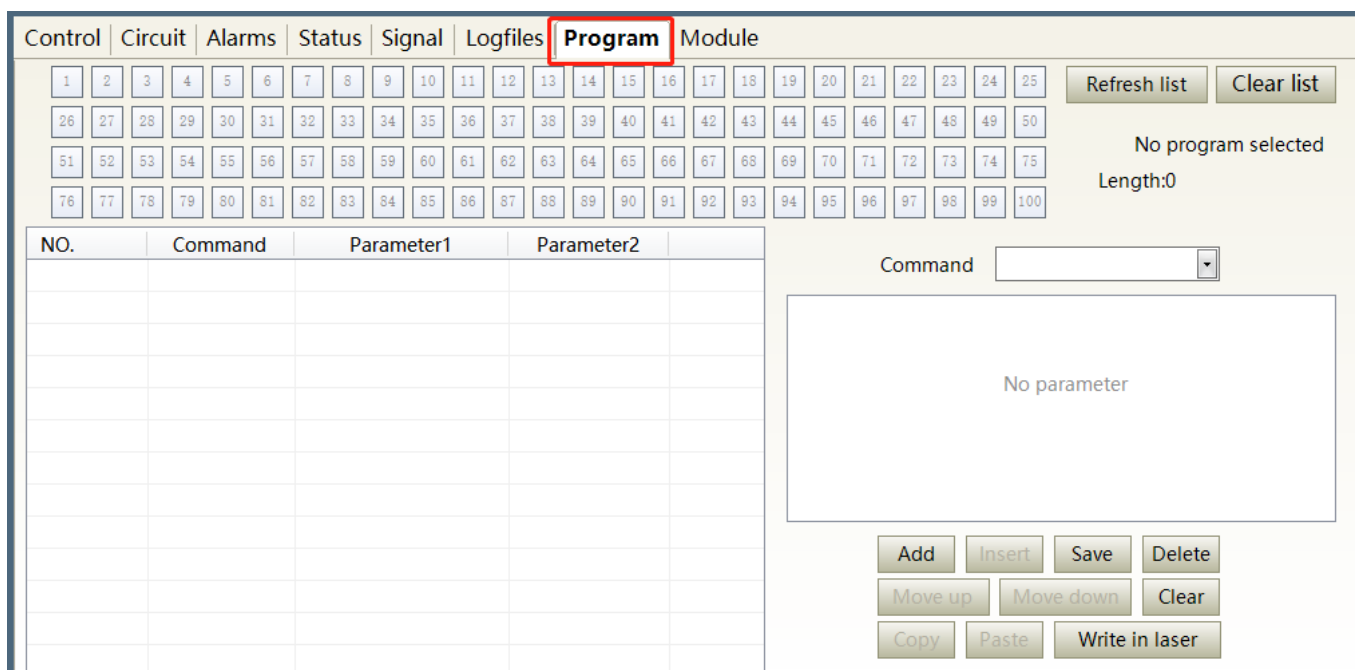 Control Circuit Alarms Status Signal Logfiles Program Module
1 2 3 4 5 6 7 8 9 10 11 12 13 14 15 16 17 18 19 20 21 22 23 24 25 Refresh list Clear list
26 27 28 29 30 31 32 33 34 35 36 37 38 39 40 41 42 43 44 45 46 47 48 49 50
No program selected
51 52 53 54 55 56 57 58 59 60 61 62 63 64 65 66 67 68 69 70 71 72 73 74 75
Length:0
76 77 78 79 80 81 82 83 84 85 86 87 88 89 90 91 92 93 94 95 96 97 98 99 100
NO. Command Parameter1 Parameter2
Command
No parameter
Add Insert Save Delete
Move up Move down Clear
Copy Paste Write in laser